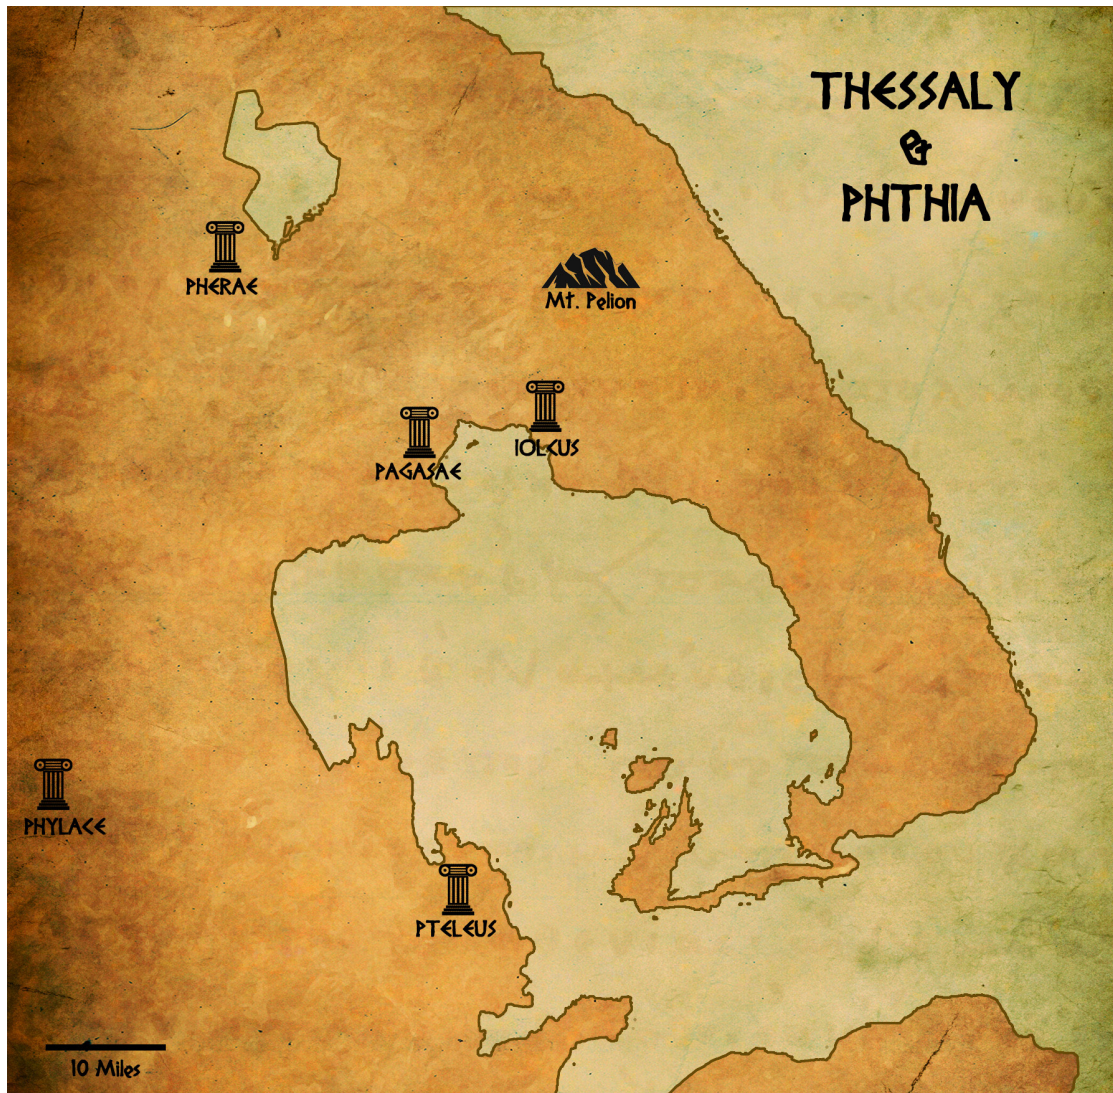 THESSALY
&
PHTHIA
PHERAE
Mt. Pelion
IOLCUS
PAGASAE
PHYLACE
PTELEUS
10 Miles